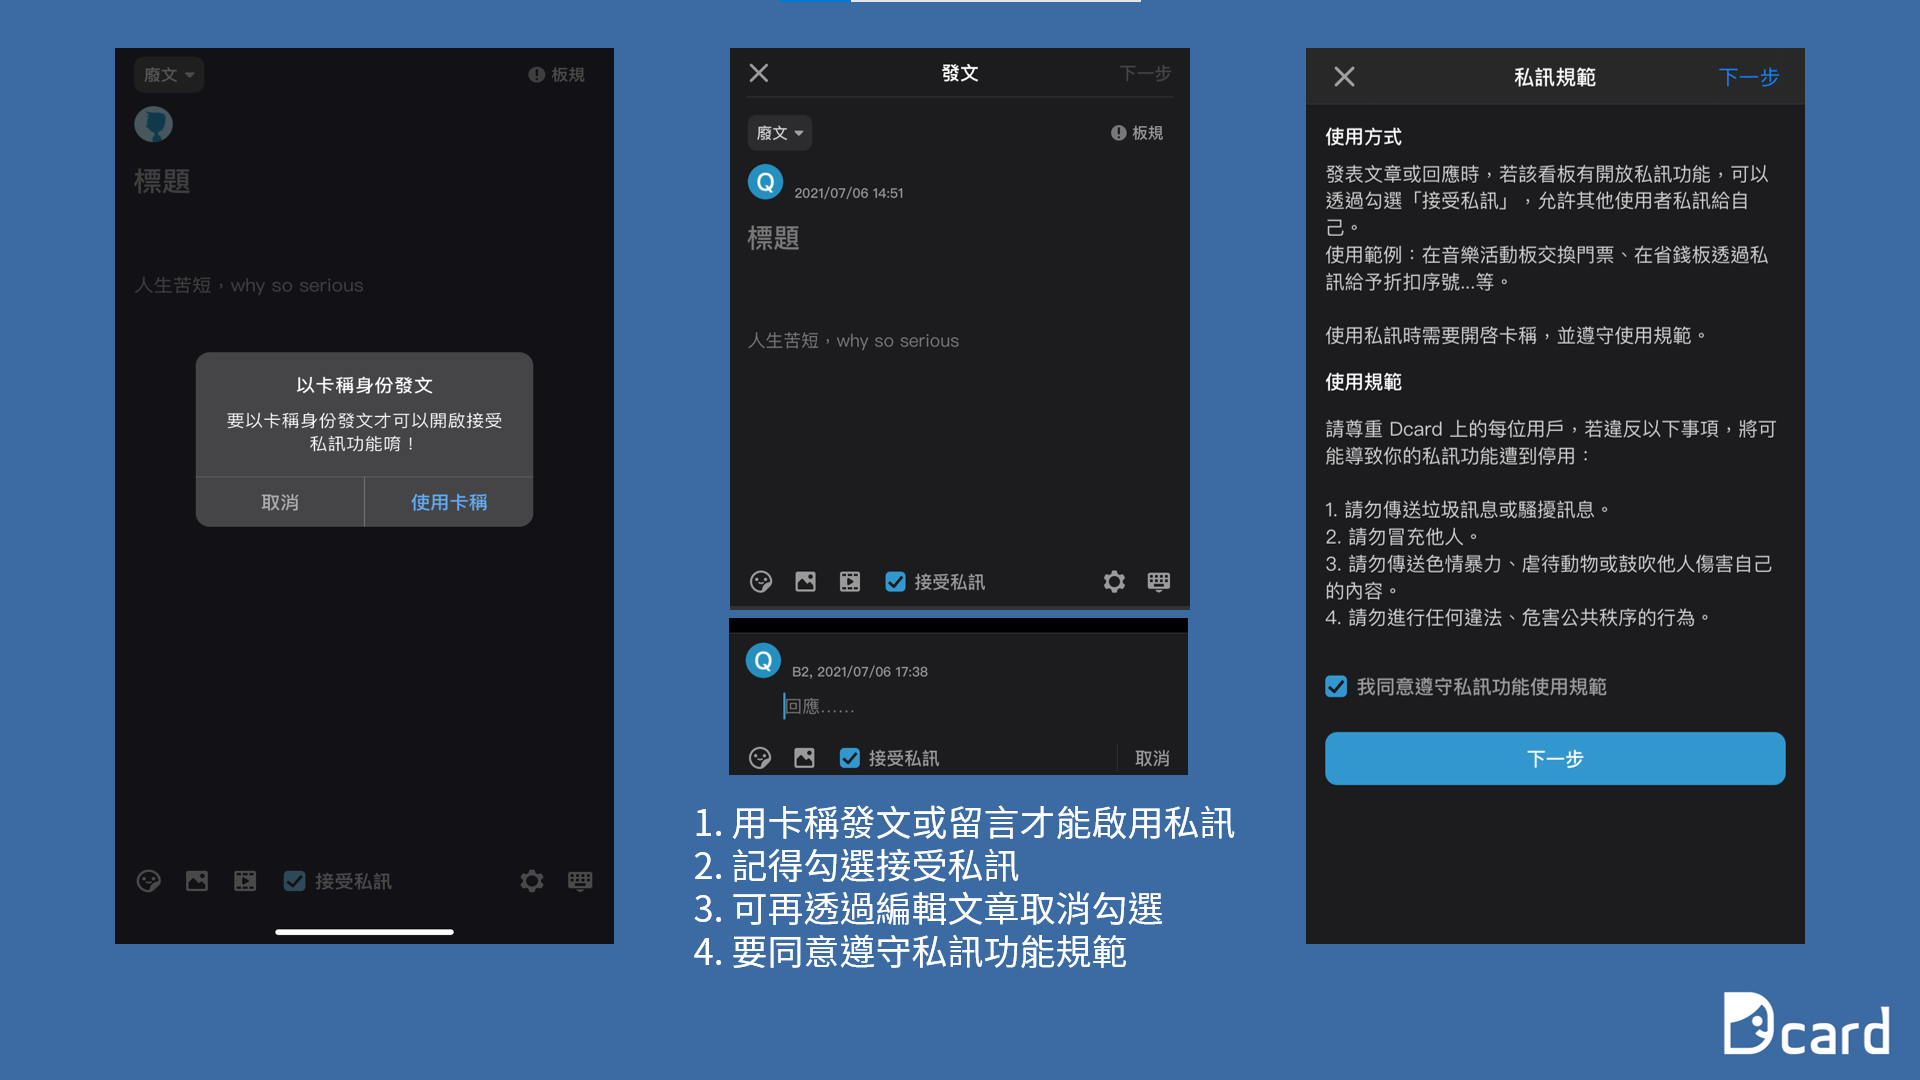 廢文
板規
標題
人生苦短，why so serious
以卡稱身份發文
要以卡稱身份發文才可以開啟接受
私訊功能唷！
取消
使用卡稱
接受私訊
發文
下一步
廢文
板規
Q
2021/07/06 14:51
標題
人生苦短，why so serious
接受私訊
Q
B2, 2021/07/06 17:38
回應……
接受私訊
取消
1. 用卡稱發文或留言才能啟用私訊
2. 記得勾選接受私訊
3. 可再透過編輯文章取消勾選
4. 要同意遵守私訊功能規範
私訊規範
下一步
使用方式
發表文章或回應時，若該看板有開放私訊功能，可以
透過勾選「接受私訊」，允許其他使用者私訊給自
己。
使用範例：在音樂活動板交換門票、在省錢板透過私
訊給予折扣序號...等。
使用私訊時需要開啓卡稱，並遵守使用規範。
使用規範
請尊重 Dcard 上的每位用戶，若違反以下事項，將可
能導致你的私訊功能遭到停用：
1. 請勿傳送垃圾訊息或騷擾訊息。
2. 請勿冒充他人。
3. 請勿傳送色情暴力、虐待動物或鼓吹他人傷害自己
的內容。
4. 請勿進行任何違法、危害公共秩序的行為。
我同意遵守私訊功能使用規範
下一步
Dcard